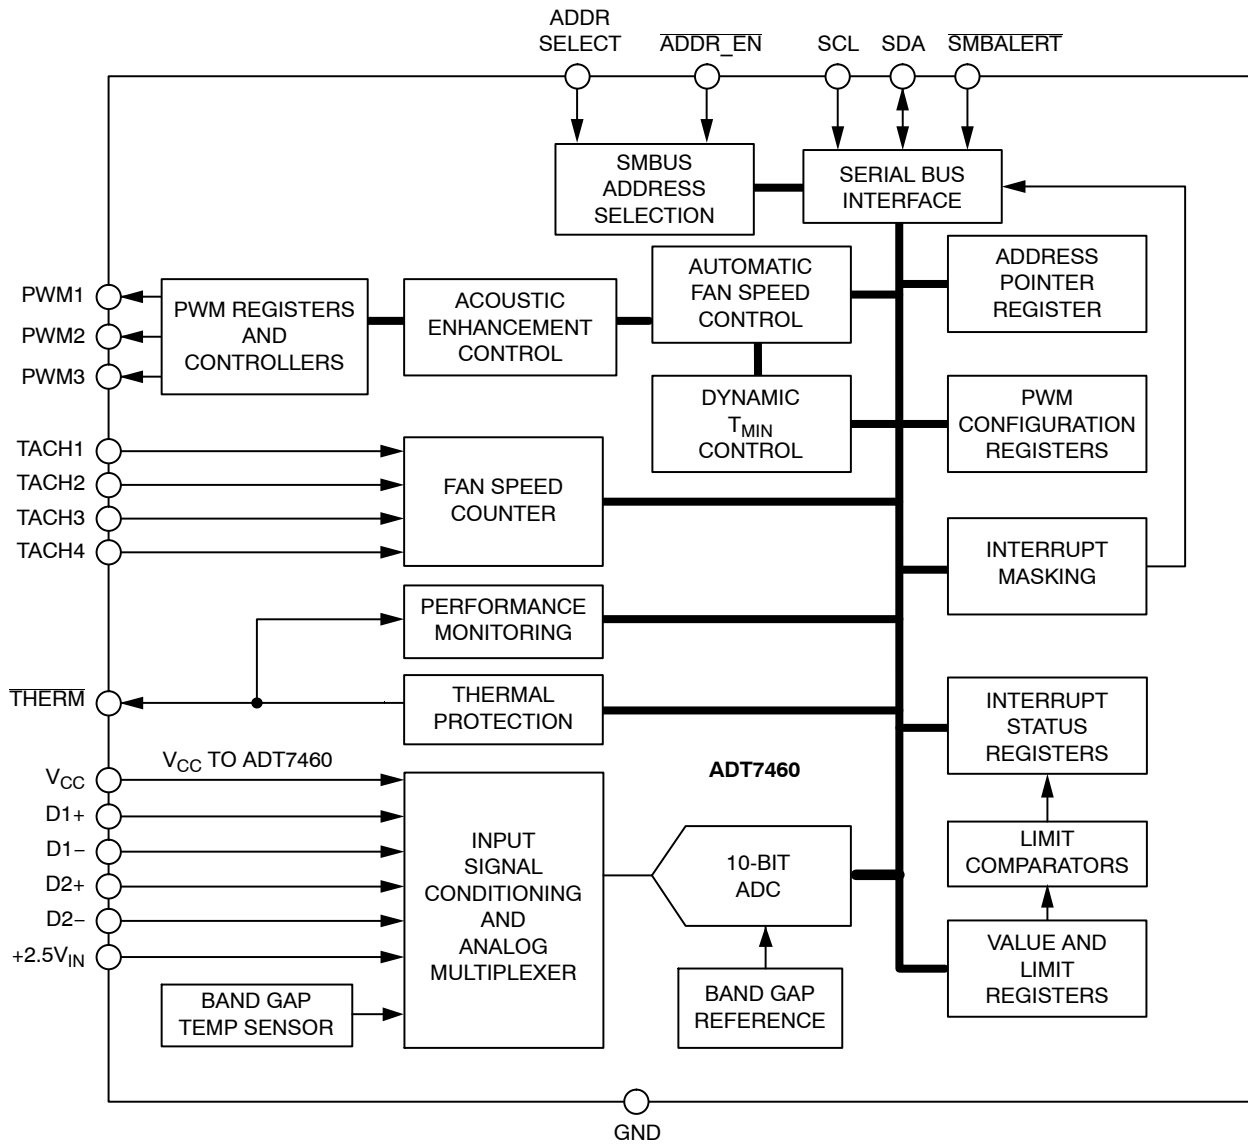 ADDR
SELECT
ADDR_EN
SCL
SDA
SMBALERT
SMBUS
ADDRESS
SELECTION
SERIAL BUS
INTERFACE
PWM1
PWM2
PWM3
PWM REGISTERS
AND
CONTROLLERS
ACOUSTIC
ENHANCEMENT
CONTROL
AUTOMATIC
FAN SPEED
CONTROL
ADDRESS
POINTER
REGISTER
DYNAMIC
TMIN
CONTROL
PWM
CONFIGURATION
REGISTERS
TACH1
TACH2
TACH3
TACH4
FAN SPEED
COUNTER
INTERRUPT
MASKING
PERFORMANCE
MONITORING
THERM
THERMAL
PROTECTION
INTERRUPT
STATUS
REGISTERS
VCC
VCC TO ADT7460
D1+
D1−
D2+
D2−
+2.5VIN
INPUT
SIGNAL
CONDITIONING
AND
ANALOG
MULTIPLEXER
ADT7460
10-BIT
ADC
LIMIT
COMPARATORS
VALUE AND
LIMIT
REGISTERS
BAND GAP
TEMP SENSOR
BAND GAP
REFERENCE
GND